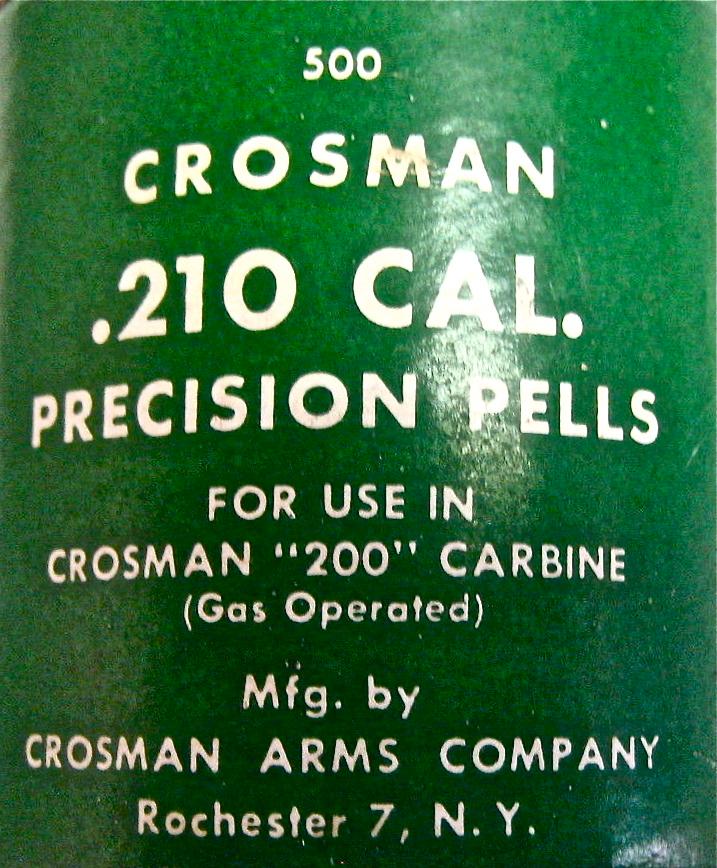 500
CROSMAN
.210 CAL.
PRECISION PELLS
FOR USE IN
CROSMAN "200" CARBINE
(Gas Operated)
Mfg. by
CROSMAN ARMS COMPANY
Rochester 7, N. Y.